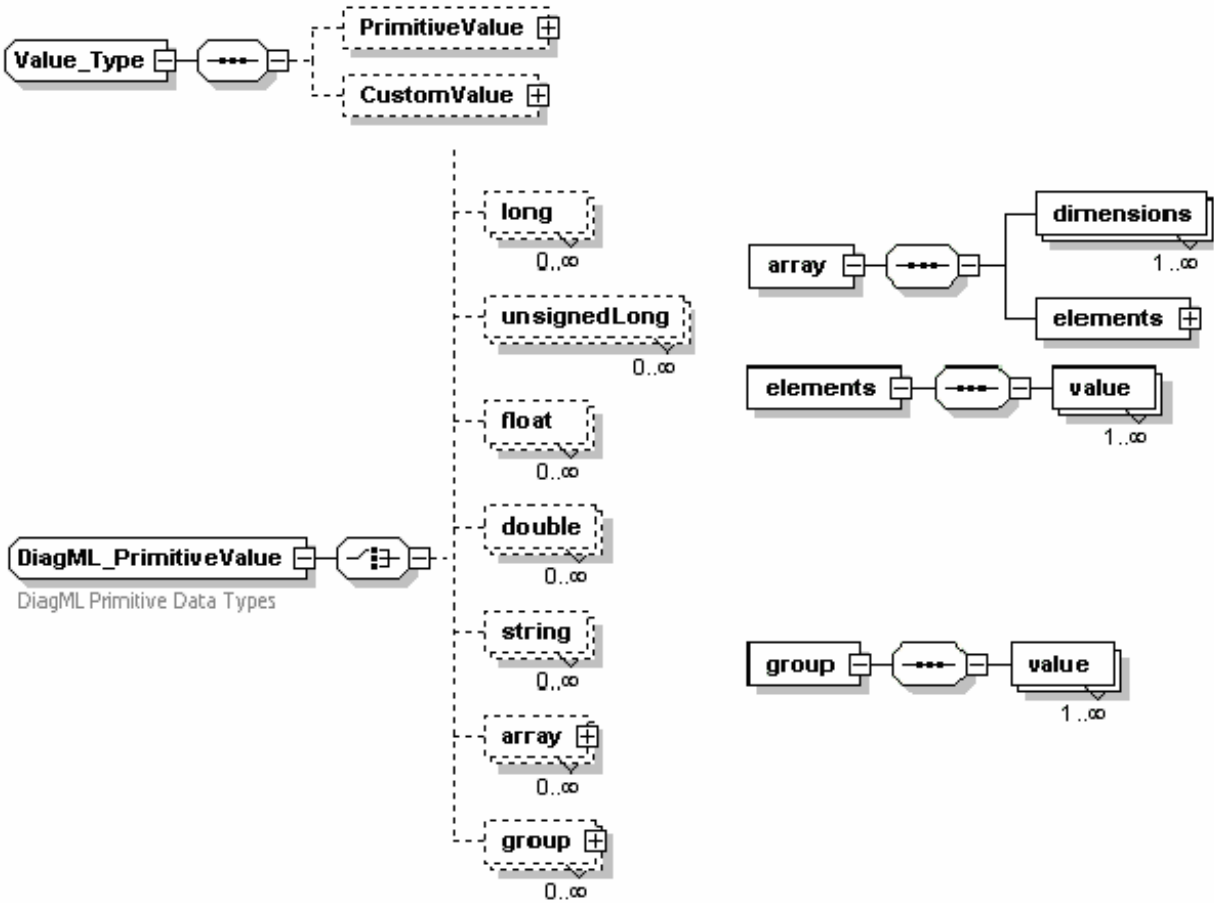 Value_Type
PrimitiveValue
CustomValue
long
0..∞
unsignedLong
0..∞
float
0..∞
double
0..∞
DiagML_PrimitiveValue
DiagML Primitive Data Types
string
0..∞
array
0..∞
group
0..∞
array
dimensions
1..∞
elements
elements
value
1..∞
group
value
1..∞